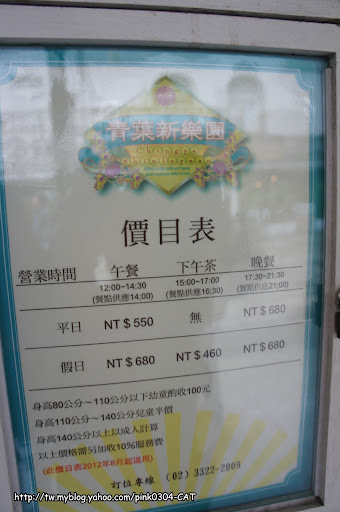 青葉新樂園
價目表
營業時間 午餐 下午茶 晚餐
12:00~14:30 15:00~17:00 17:30~21:30
(餐點供應14:00) (餐點供應16:30) (餐點供應21:00)
平日 NT$550 無 NT$680
假日 NT$680 NT$460 NT$680
身高80公分~110公分以下幼童酌收100元
身高110公分~140公分兒童半價
身高140公分以上以成人計算
以上價格需另加收10%服務費
(此價目表2012年8月起適用)
訂位專線 (02) 3322-2009
http://tw.myblog.yahoo.com/pink0304-CAT